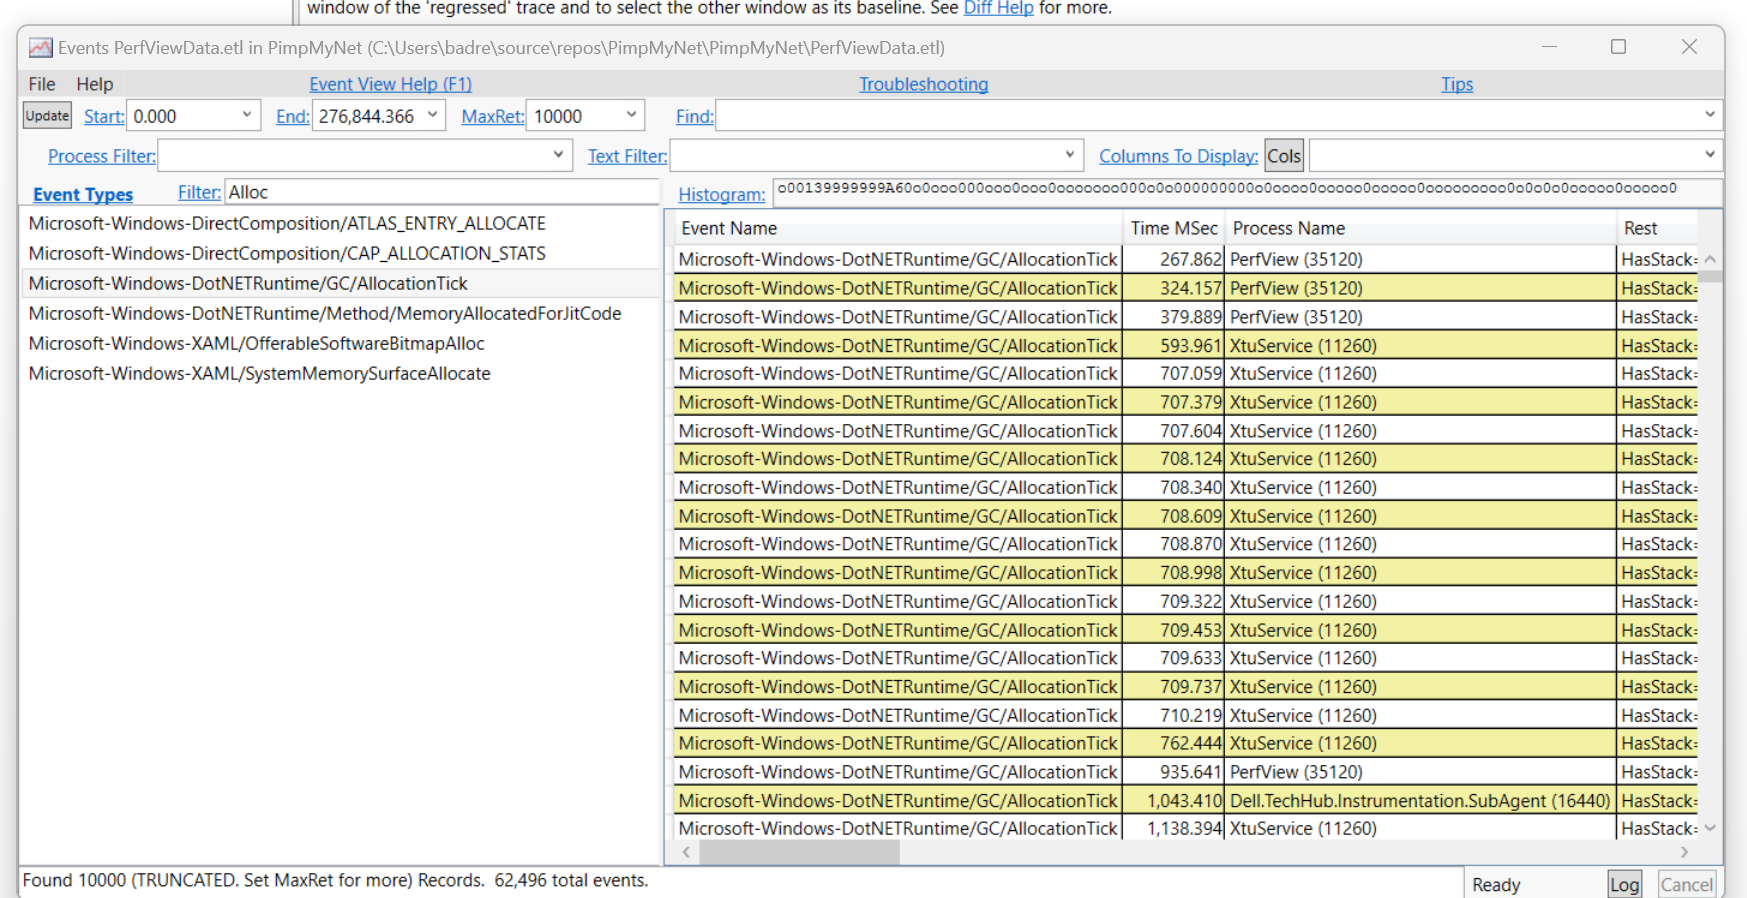 window of the 'regressed' trace and to select the other window as its baseline. See Diff Help for more.
Events PerfViewData.etl in PimpMyNet (C:\Users\badre\source\repos\PimpMyNet\PimpMyNet\PerfViewData.etl)
File Help Event View Help (F1) Troubleshooting Tips
Update Start: 0.000 End: 276,844.366 MaxRet: 10000 Find:
Process Filter: Text Filter: Columns To Display: Cols
Event Types Filter: Alloc
Microsoft-Windows-DirectComposition/ATLAS_ENTRY_ALLOCATE
Microsoft-Windows-DirectComposition/CAP_ALLOCATION_STATS
Microsoft-Windows-DotNETRuntime/GC/AllocationTick
Microsoft-Windows-DotNETRuntime/Method/MemoryAllocatedForJitCode
Microsoft-Windows-XAML/OfferableSoftwareBitmapAlloc
Microsoft-Windows-XAML/SystemMemorySurfaceAllocate
Histogram:
Event Name Time MSec Process Name Rest
Microsoft-Windows-DotNETRuntime/GC/AllocationTick 267.862 PerfView (35120) HasStack=
Microsoft-Windows-DotNETRuntime/GC/AllocationTick 324.157 PerfView (35120) HasStack=
Microsoft-Windows-DotNETRuntime/GC/AllocationTick 379.889 PerfView (35120) HasStack=
Microsoft-Windows-DotNETRuntime/GC/AllocationTick 593.961 XtuService (11260) HasStack=
Microsoft-Windows-DotNETRuntime/GC/AllocationTick 707.059 XtuService (11260) HasStack=
Microsoft-Windows-DotNETRuntime/GC/AllocationTick 707.379 XtuService (11260) HasStack=
Microsoft-Windows-DotNETRuntime/GC/AllocationTick 707.604 XtuService (11260) HasStack=
Microsoft-Windows-DotNETRuntime/GC/AllocationTick 708.124 XtuService (11260) HasStack=
Microsoft-Windows-DotNETRuntime/GC/AllocationTick 708.340 XtuService (11260) HasStack=
Microsoft-Windows-DotNETRuntime/GC/AllocationTick 708.609 XtuService (11260) HasStack=
Microsoft-Windows-DotNETRuntime/GC/AllocationTick 708.870 XtuService (11260) HasStack=
Microsoft-Windows-DotNETRuntime/GC/AllocationTick 708.998 XtuService (11260) HasStack=
Microsoft-Windows-DotNETRuntime/GC/AllocationTick 709.322 XtuService (11260) HasStack=
Microsoft-Windows-DotNETRuntime/GC/AllocationTick 709.453 XtuService (11260) HasStack=
Microsoft-Windows-DotNETRuntime/GC/AllocationTick 709.633 XtuService (11260) HasStack=
Microsoft-Windows-DotNETRuntime/GC/AllocationTick 709.737 XtuService (11260) HasStack=
Microsoft-Windows-DotNETRuntime/GC/AllocationTick 710.219 XtuService (11260) HasStack=
Microsoft-Windows-DotNETRuntime/GC/AllocationTick 762.444 XtuService (11260) HasStack=
Microsoft-Windows-DotNETRuntime/GC/AllocationTick 935.641 PerfView (35120) HasStack=
Microsoft-Windows-DotNETRuntime/GC/AllocationTick 1,043.410 Dell.TechHub.Instrumentation.SubAgent (16440) HasStack=
Microsoft-Windows-DotNETRuntime/GC/AllocationTick 1,138.394 XtuService (11260) HasStack=
Found 10000 (TRUNCATED. Set MaxRet for more) Records. 62,496 total events.
Ready Log Cancel